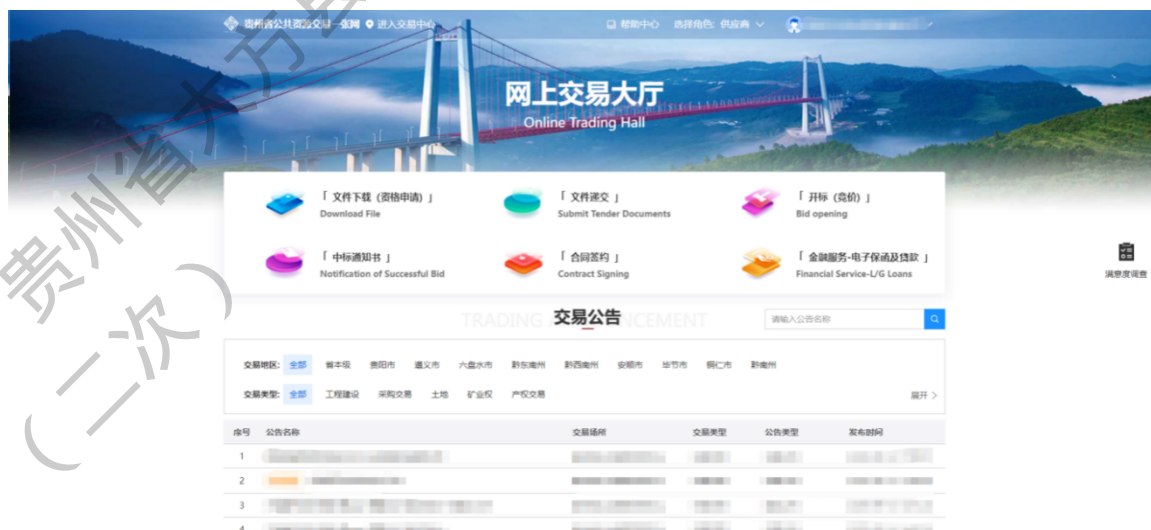 贵州省公共资源交易一张网 进入交易中心 帮助中心 选择角色: 供应商
网上交易大厅
Online Trading Hall
「 文件下载 (资格申请) 」 「 文件递交 」 「 开标 (竞价) 」
Download File Submit Tender Documents Bid opening
「 中标通知书 」 「 合同签约 」 「 金融服务-电子保函及贷款 」
Notification of Successful Bid Contract Signing Financial Service-L/G Loans
满意度调查
交易公告
请输入公告名称
交易地区: 全部 省本级 贵阳市 遵义市 六盘水市 黔东南州 黔西南州 安顺市 毕节市 铜仁市 黔南州
交易类型: 全部 工程建设 采购交易 土地 矿业权 产权交易 展开 >
序号 公告名称 交易场所 交易类型 公告类型 发布时间
1
2
3
4
贵州省大方县
(二次)